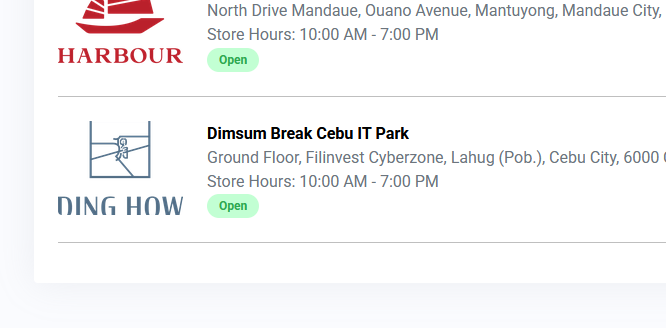 North Drive Mandaue, Ouano Avenue, Mantuyong, Mandaue City,
Store Hours: 10:00 AM - 7:00 PM
HARBOUR
Open
Dimsum Break Cebu IT Park
Ground Floor, Filinvest Cyberzone, Lahug (Pob.), Cebu City, 6000
Store Hours: 10:00 AM - 7:00 PM
DING HOW
Open